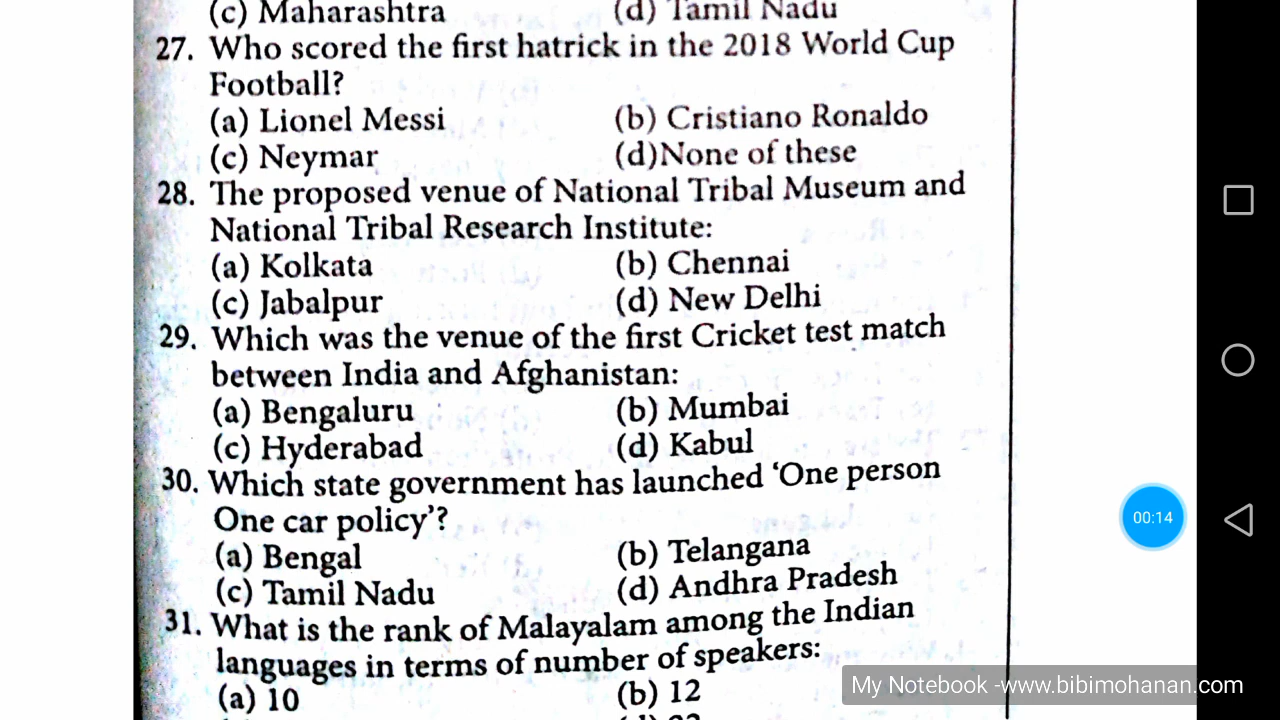 (c) Maharashtra (d) Tamil Nadu
27. Who scored the first hatrick in the 2018 World Cup
Football?
(a) Lionel Messi (b) Cristiano Ronaldo
(c) Neymar (d)None of these
28. The proposed venue of National Tribal Museum and
National Tribal Research Institute:
(a) Kolkata (b) Chennai
(c) Jabalpur (d) New Delhi
29. Which was the venue of the first Cricket test match
between India and Afghanistan:
(a) Bengaluru (b) Mumbai
(c) Hyderabad (d) Kabul
30. Which state government has launched ‘One person
One car policy’?
(a) Bengal (b) Telangana
(c) Tamil Nadu (d) Andhra Pradesh
31. What is the rank of Malayalam among the Indian
languages in terms of number of speakers:
(a) 10 (b) 12
00:14
My Notebook -www.bibimohanan.com